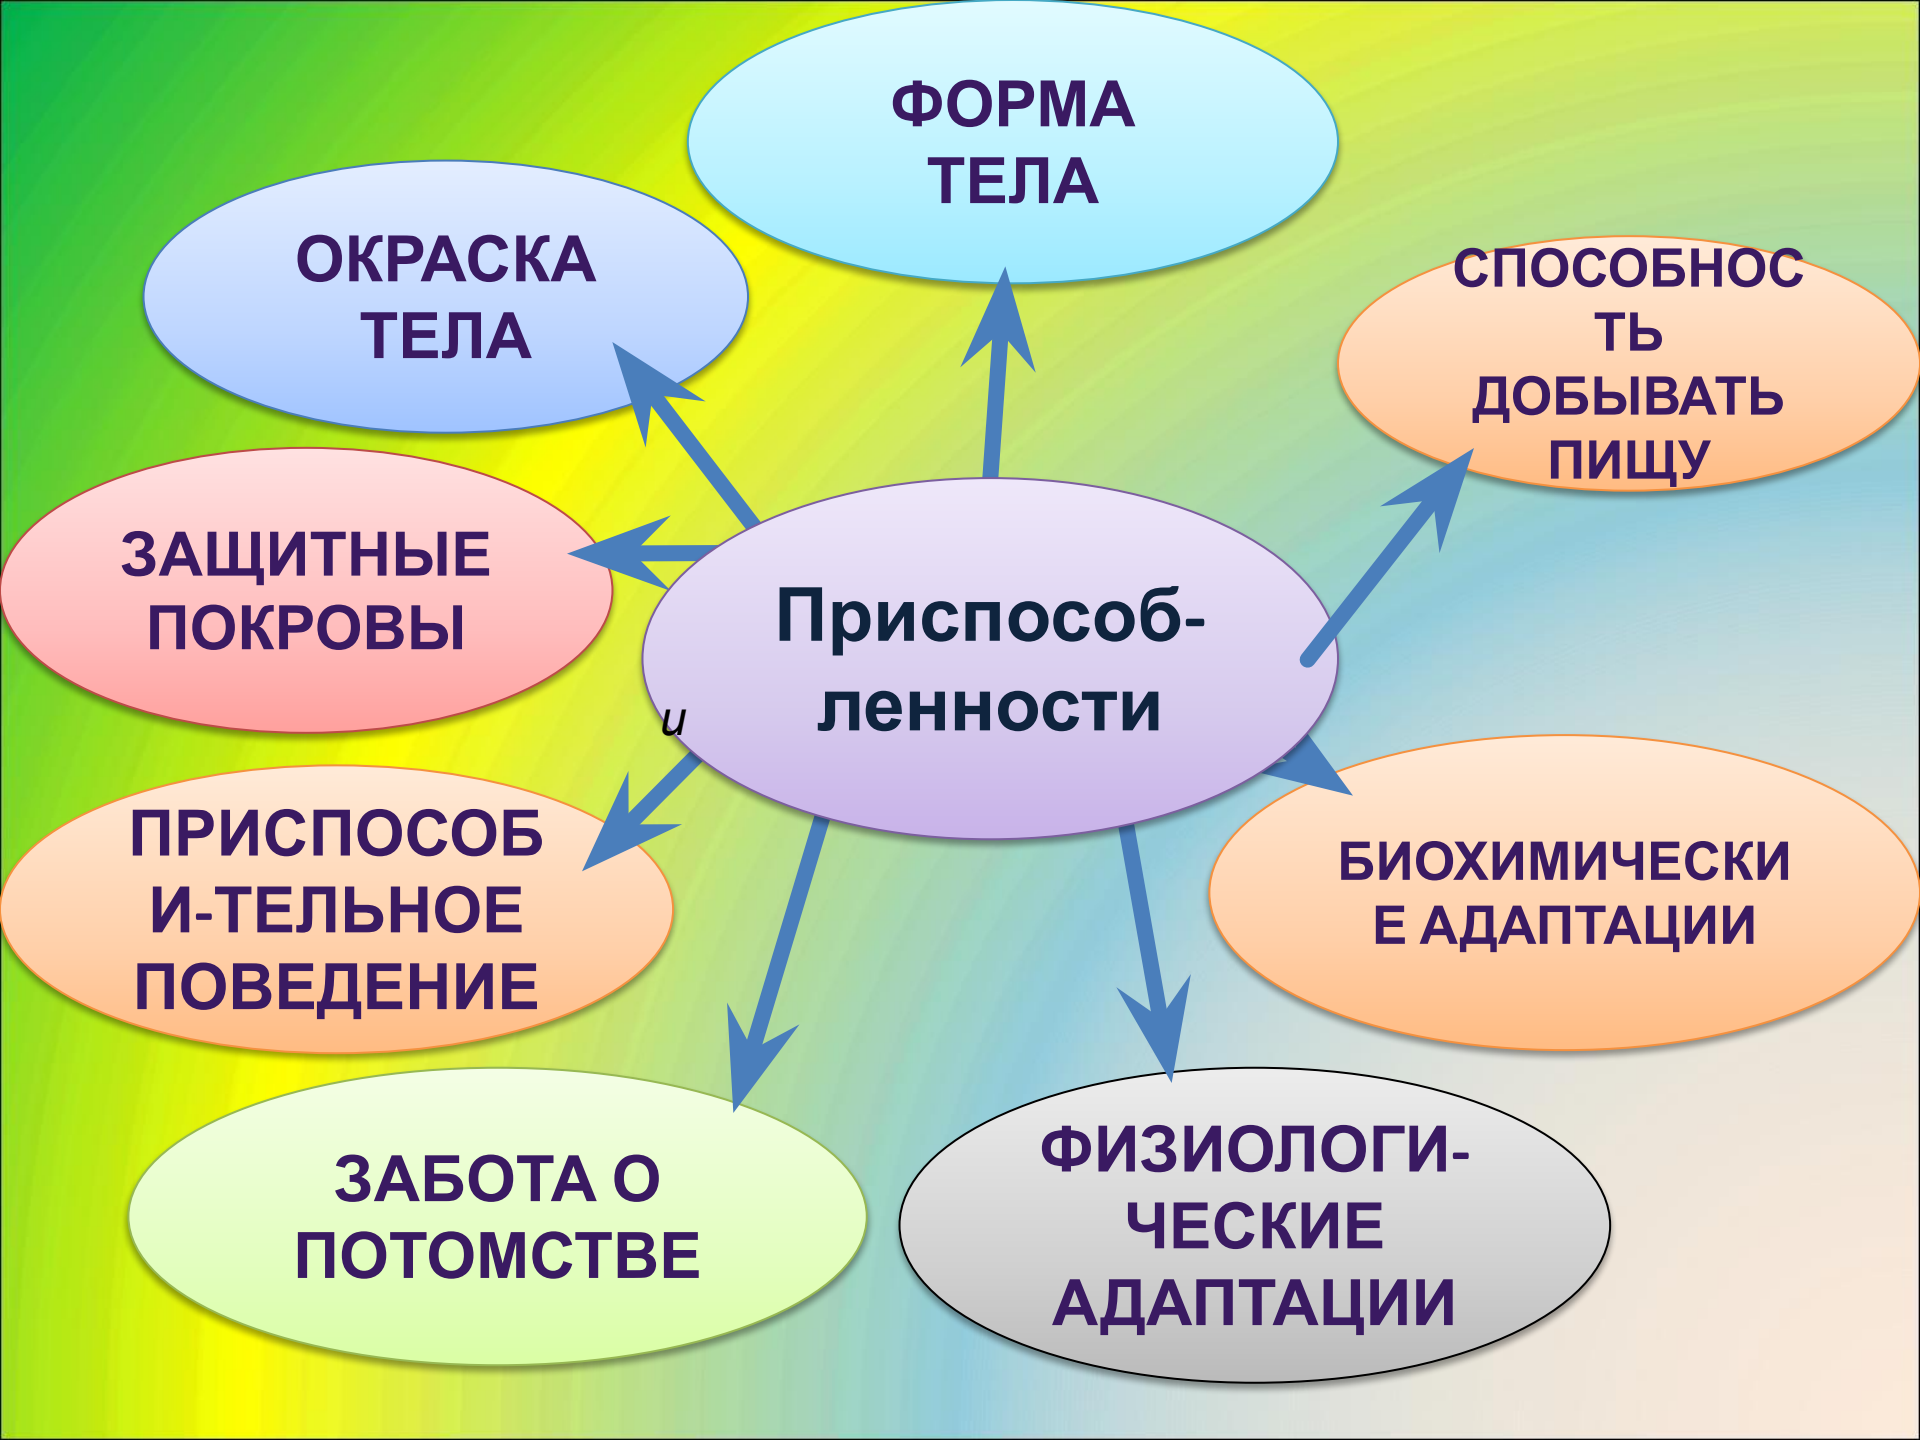 ФОРМА
ТЕЛА
ОКРАСКА
ТЕЛА
СПОСОБНОС
ТЬ
ДОБЫВАТЬ
ПИЩУ
ЗАЩИТНЫЕ
ПОКРОВЫ
Приспособ-
ленности
и
ПРИСПОСОБ
И-ТЕЛЬНОЕ
ПОВЕДЕНИЕ
БИОХИМИЧЕСКИ
Е АДАПТАЦИИ
ЗАБОТА О
ПОТОМСТВЕ
ФИЗИОЛОГИ-
ЧЕСКИЕ
АДАПТАЦИИ